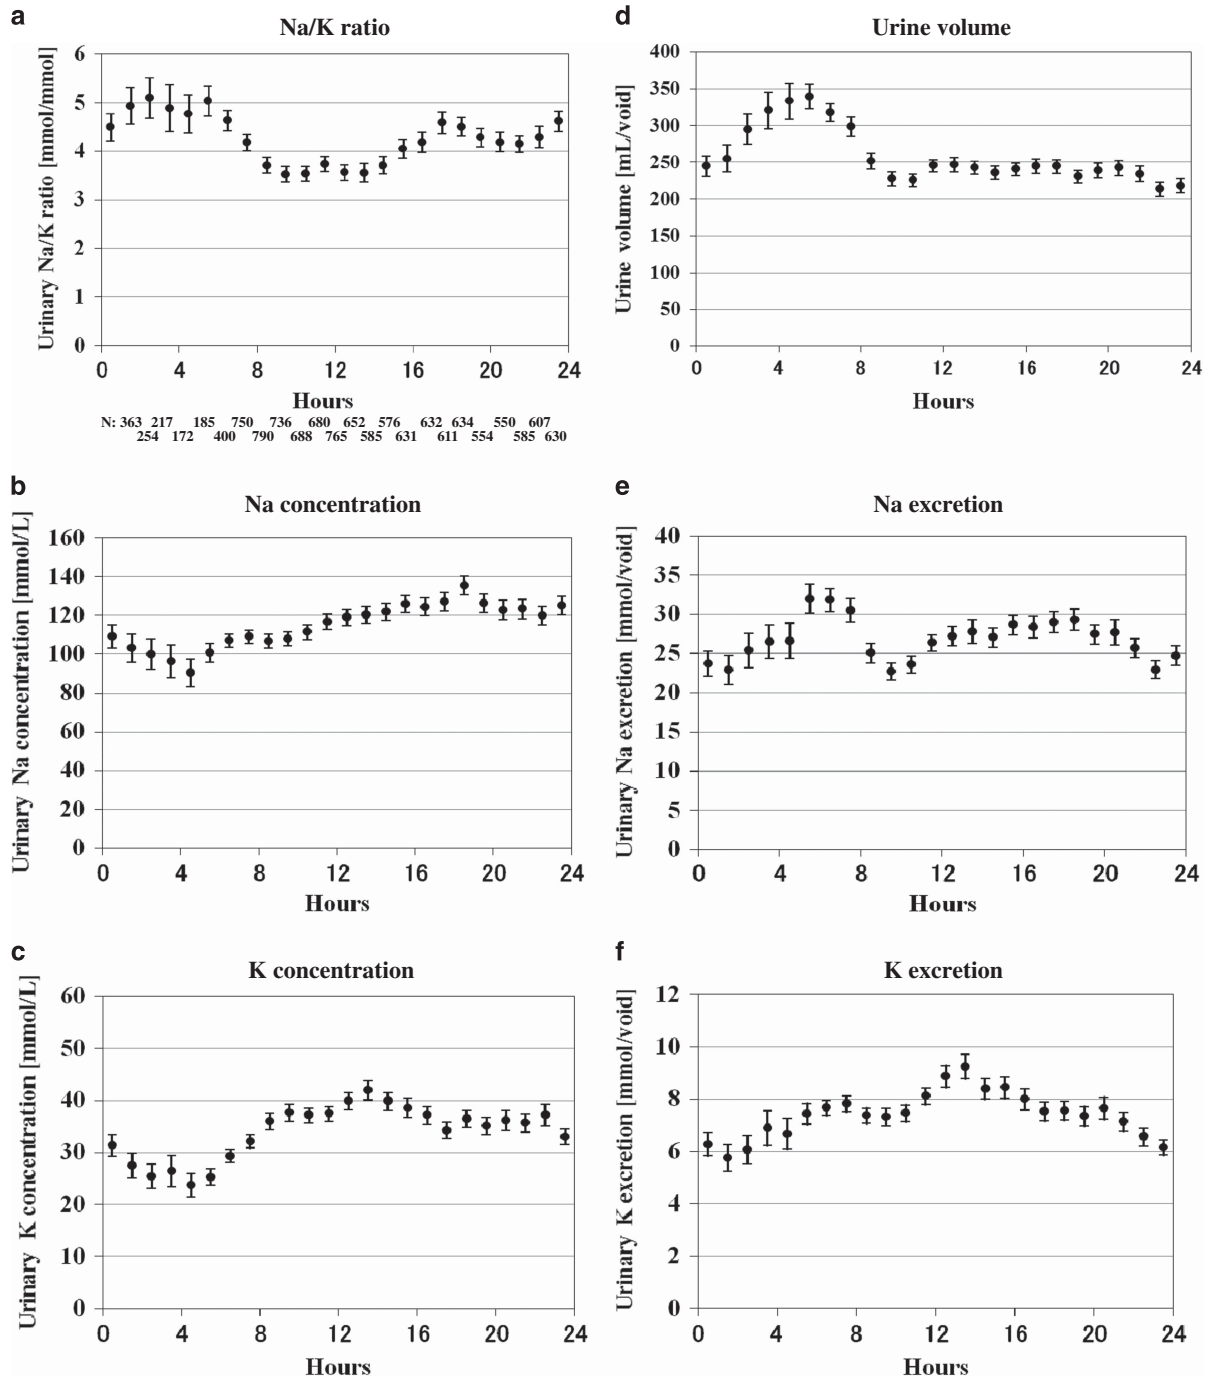 a
Na/K ratio
Urinary Na/K ratio [mmol/mmol]
6
5
4
3
2
1
0
0 4 8 12 16 20 24
Hours
N: 363 217 185 750 736 680 652 576 632 634 550 607
254 172 400 790 688 765 585 631 611 554 585 630
d
Urine volume
Urine volume [mL/void]
400
350
300
250
200
150
100
50
0
0 4 8 12 16 20 24
Hours
b
Na concentration
Urinary Na concentration [mmol/L]
160
140
120
100
80
60
40
20
0
0 4 8 12 16 20 24
Hours
e
Na excretion
Urinary Na excretion [mmol/void]
40
35
30
25
20
15
10
5
0
0 4 8 12 16 20 24
Hours
c
K concentration
Urinary K concentration [mmol/L]
60
50
40
30
20
10
0
0 4 8 12 16 20 24
Hours
f
K excretion
Urinary K excretion [mmol/void]
12
10
8
6
4
2
0
0 4 8 12 16 20 24
Hours